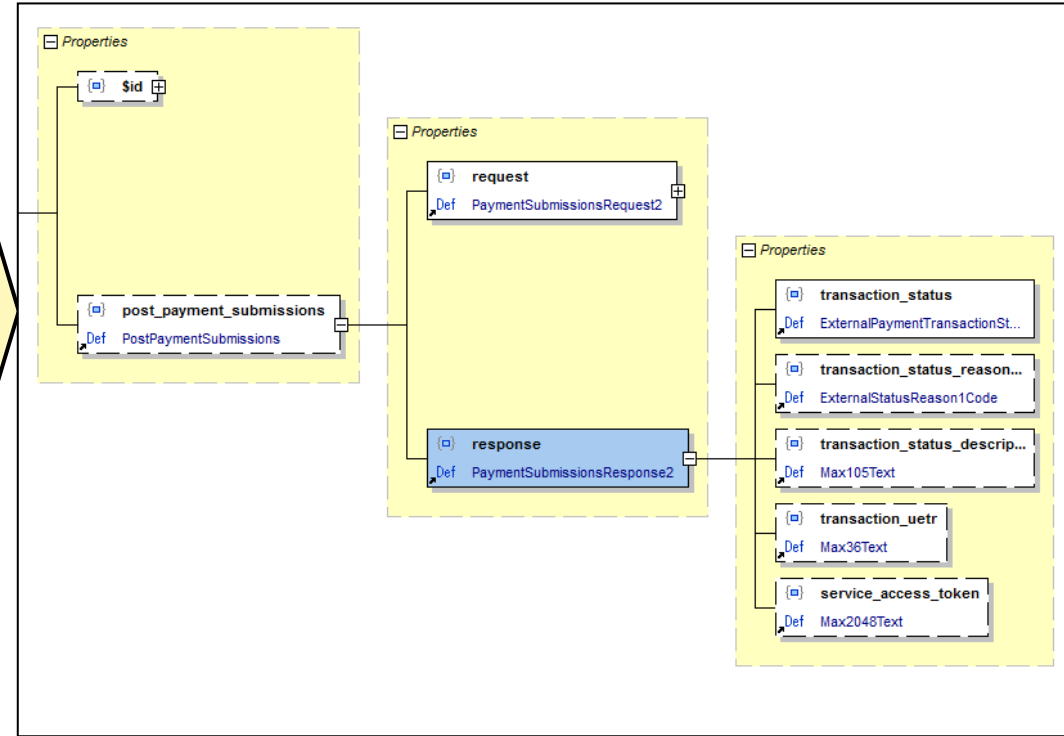 Properties
$id
post_payment_submissions
Def PostPaymentSubmissions
Properties
request
Def PaymentSubmissionsRequest2
response
Def PaymentSubmissionsResponse2
Properties
transaction_status
Def ExternalPaymentTransactionSt...
transaction_status_reason...
Def ExternalStatusReason1Code
transaction_status_descrip...
Def Max105Text
transaction_uetr
Def Max36Text
service_access_token
Def Max2048Text